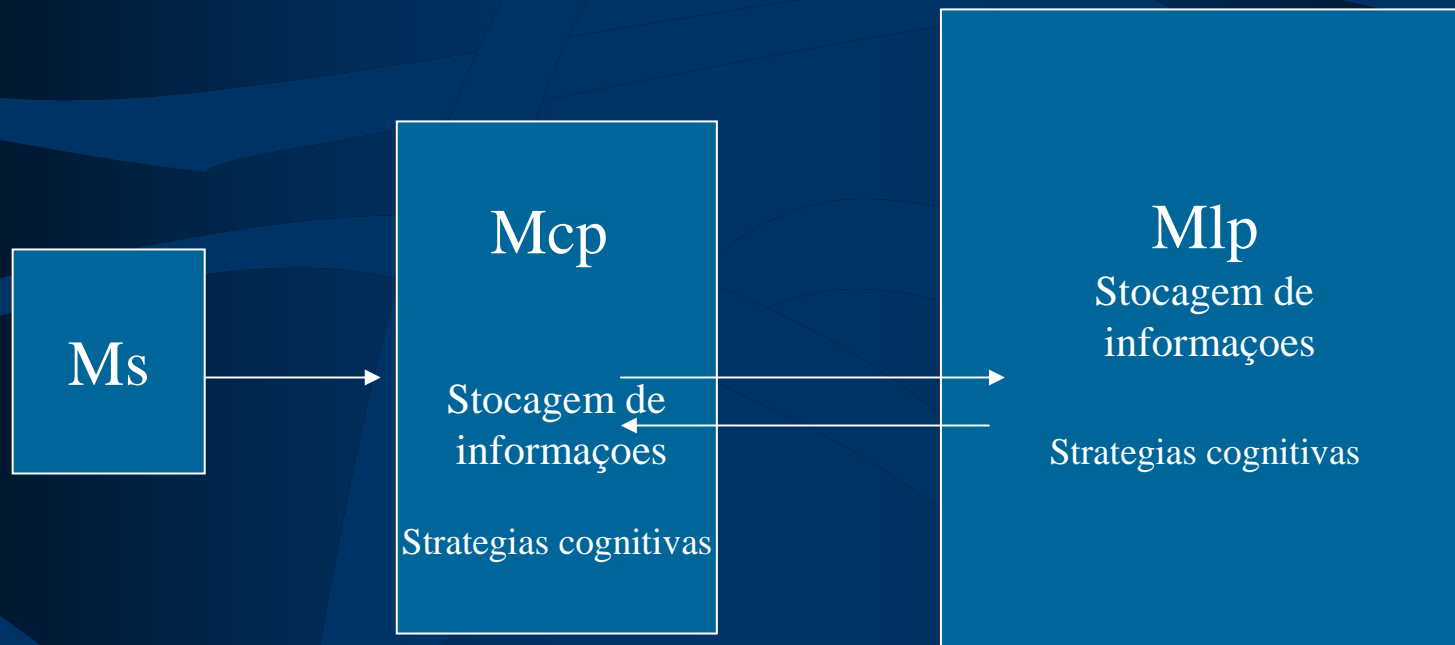 Ms
Mcp
Stocagem de
informaçoes
Strategias cognitivas
Mlp
Stocagem de
informaçoes
Strategias cognitivas